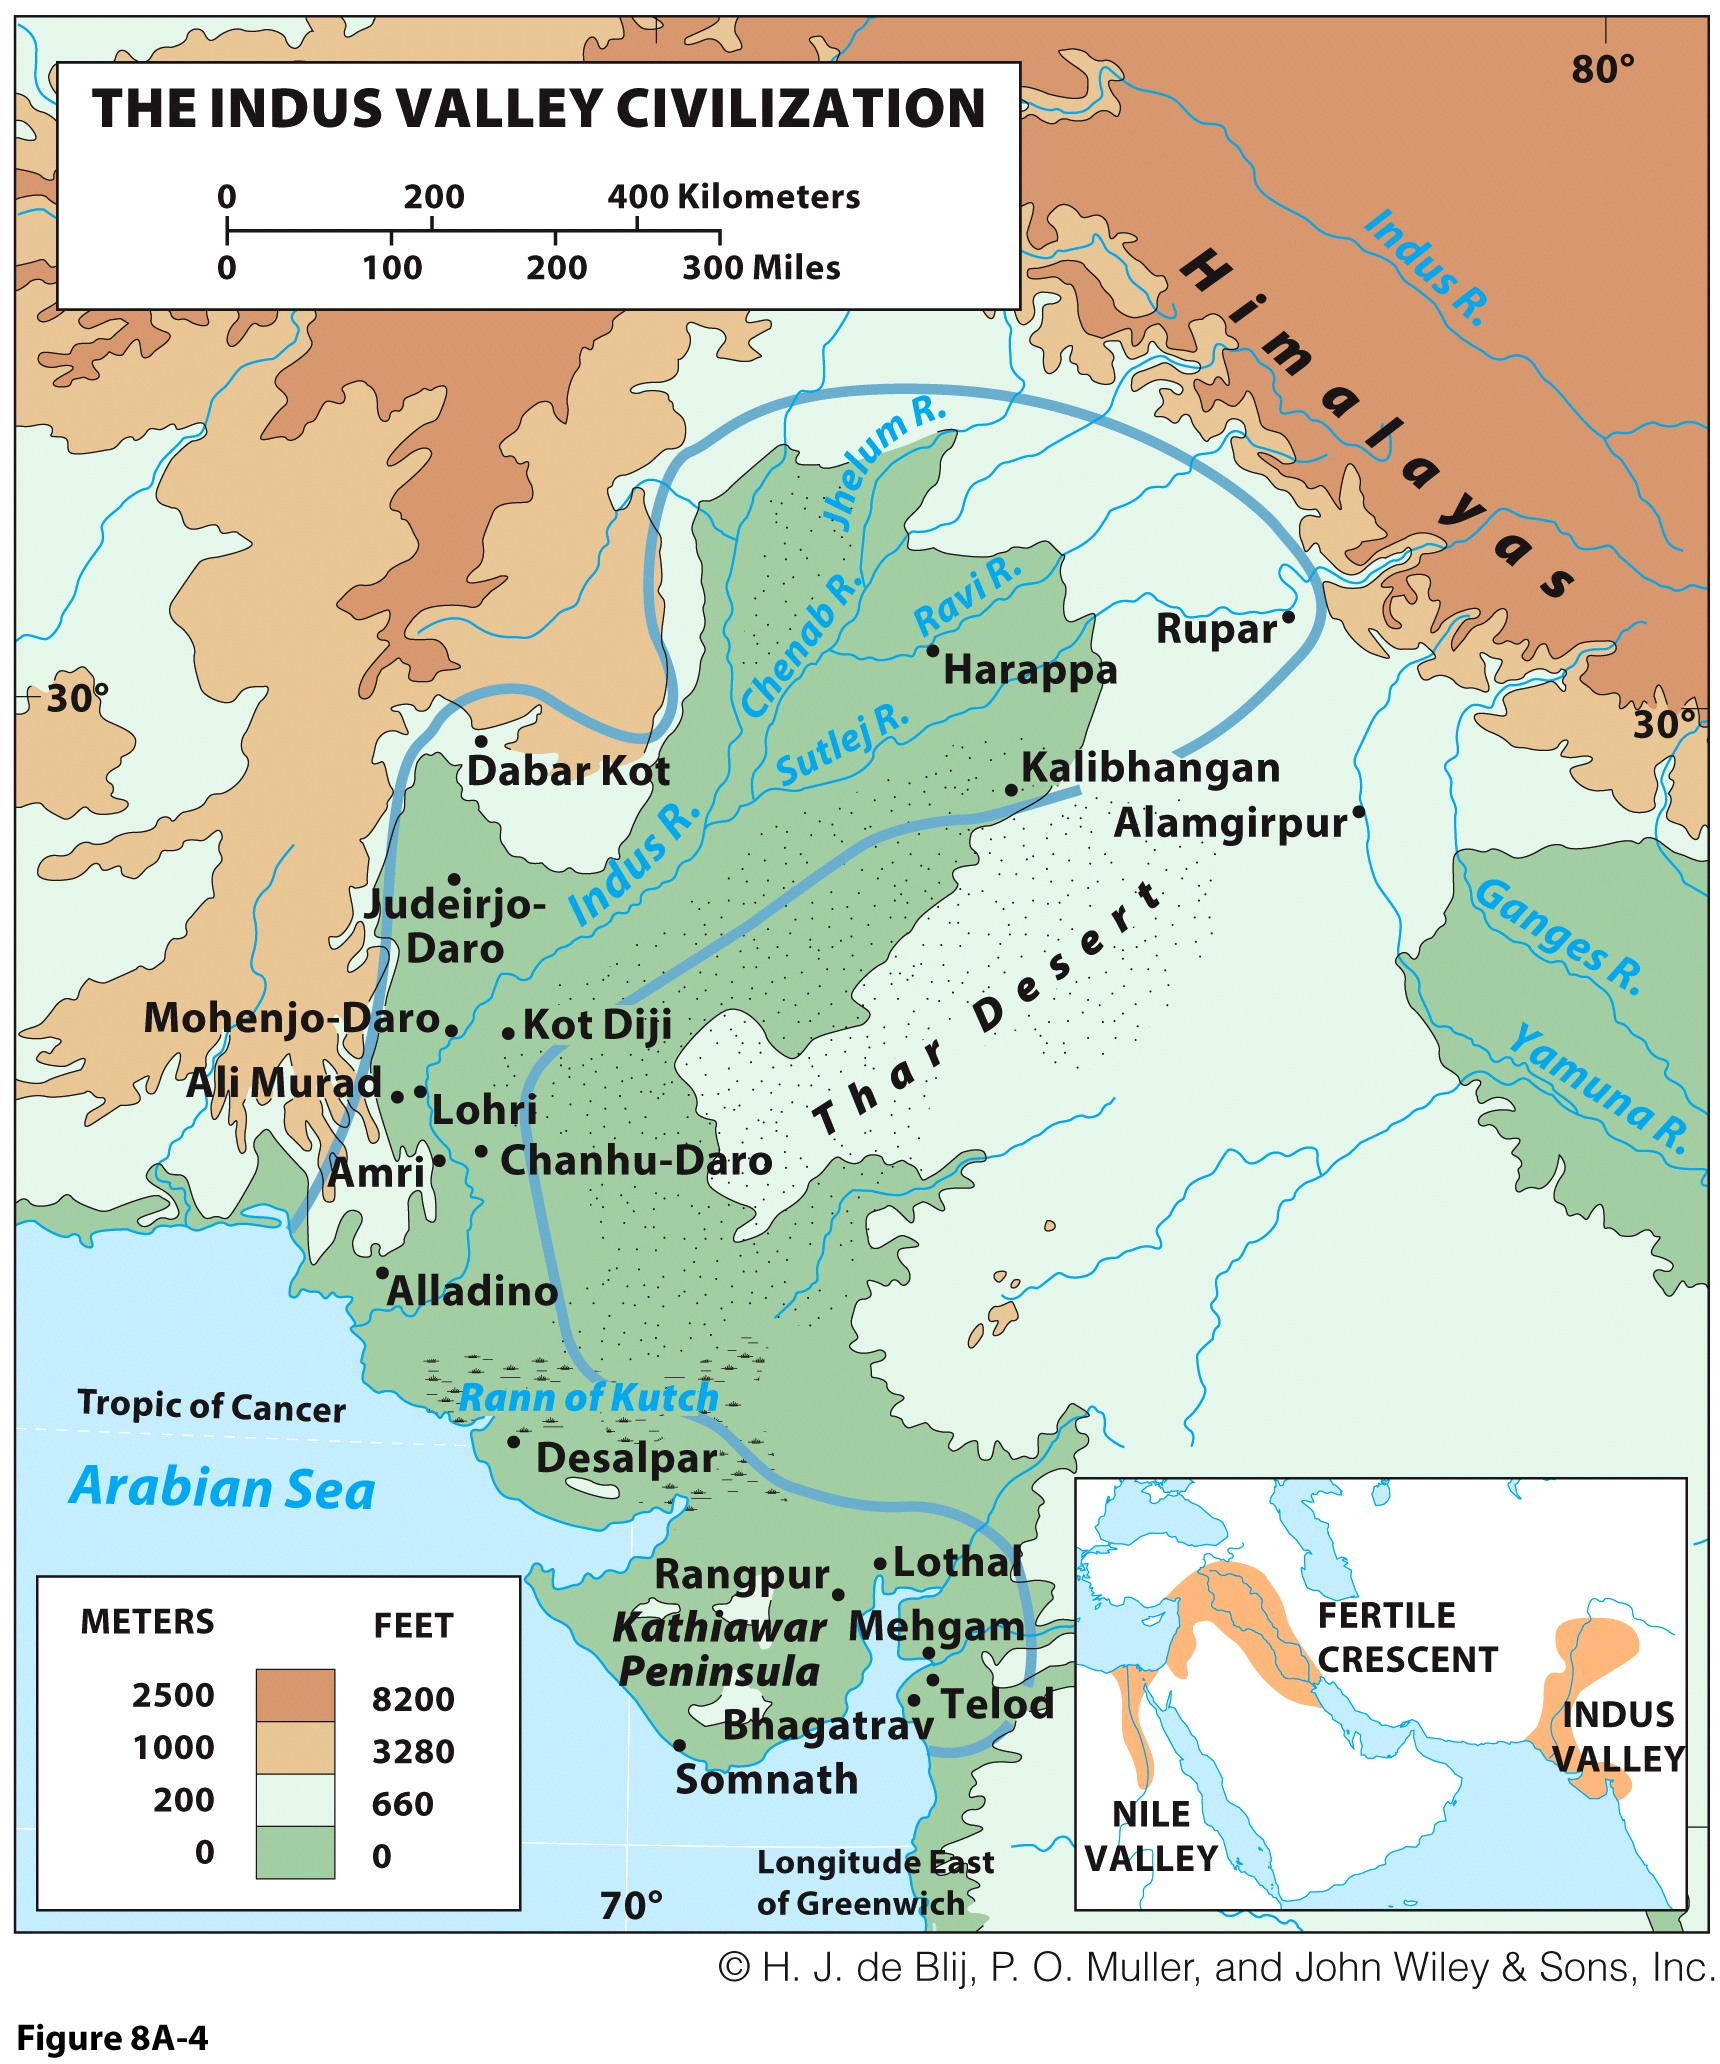 80°
THE INDUS VALLEY CIVILIZATION
0 200 400 Kilometers
0 100 200 300 Miles
Indus R.
Himalayas
Jhelum R.
Chenab R.
Ravi R.
Rupar
Harappa
30°
30°
Sutlej R.
Dabar Kot
Kalibhangan
Alamgirpur
Indus R.
Judeirjo-
Daro
Ganges R.
Thar Desert
Mohenjo-Daro
Kot Diji
Yamuna R.
Ali Murad
Lohri
Amri
Chanhu-Daro
Alladino
Rann of Kutch
Tropic of Cancer
Desalpar
Arabian Sea
Lothal
Rangpur
Kathiawar
Peninsula
Mehgam
Telod
Bhagatrav
Somnath
METERS FEET
2500 8200
1000 3280
200 660
0 0
70°
Longitude East
of Greenwich
FERTILE
CRESCENT
INDUS
VALLEY
NILE
VALLEY
© H. J. de Blij, P. O. Muller, and John Wiley & Sons, Inc.
Figure 8A-4